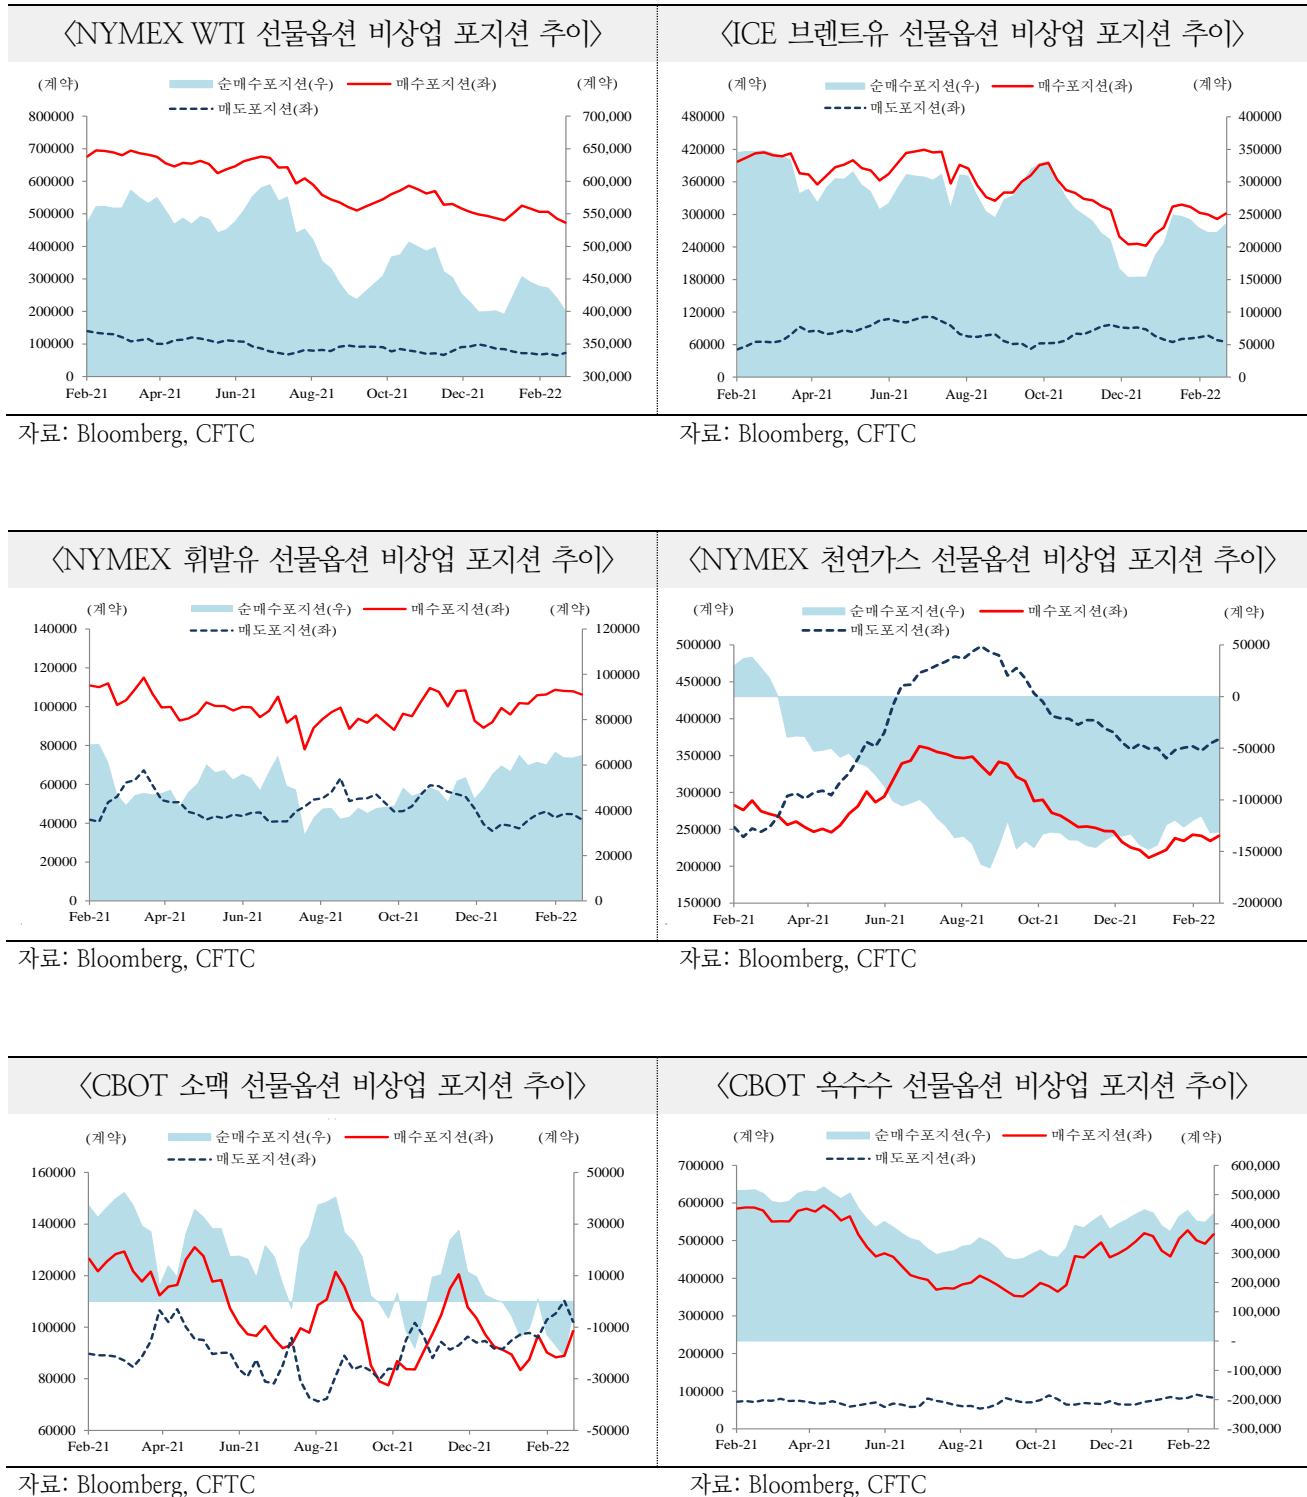 〈NYMEX WTI 선물옵션 비상업 포지션 추이〉
(계약)
순매수포지션(우)
매수포지션(좌)
매도포지션(좌)
(계약)
800000
700000
600000
500000
400000
300000
200000
100000
0
700,000
650,000
600,000
550,000
500,000
450,000
400,000
350,000
300,000
Feb-21 Apr-21 Jun-21 Aug-21 Oct-21 Dec-21 Feb-22
자료: Bloomberg, CFTC
〈ICE 브렌트유 선물옵션 비상업 포지션 추이〉
(계약)
순매수포지션(우)
매수포지션(좌)
매도포지션(좌)
(계약)
480000
420000
360000
300000
240000
180000
120000
60000
0
400000
350000
300000
250000
200000
150000
100000
50000
0
Feb-21 Apr-21 Jun-21 Aug-21 Oct-21 Dec-21 Feb-22
자료: Bloomberg, CFTC
〈NYMEX 휘발유 선물옵션 비상업 포지션 추이〉
(계약)
순매수포지션(우)
매수포지션(좌)
매도포지션(좌)
(계약)
140000
120000
100000
80000
60000
40000
20000
0
120000
100000
80000
60000
40000
20000
0
Feb-21 Apr-21 Jun-21 Aug-21 Oct-21 Dec-21 Feb-22
자료: Bloomberg, CFTC
〈NYMEX 천연가스 선물옵션 비상업 포지션 추이〉
(계약)
순매수포지션(우)
매수포지션(좌)
매도포지션(좌)
(계약)
500000
450000
400000
350000
300000
250000
200000
150000
50000
0
-50000
-100000
-150000
-200000
Feb-21 Apr-21 Jun-21 Aug-21 Oct-21 Dec-21 Feb-22
자료: Bloomberg, CFTC
〈CBOT 소맥 선물옵션 비상업 포지션 추이〉
(계약)
순매수포지션(우)
매수포지션(좌)
매도포지션(좌)
(계약)
160000
140000
120000
100000
80000
60000
50000
30000
10000
-10000
-30000
-50000
Feb-21 Apr-21 Jun-21 Aug-21 Oct-21 Dec-21 Feb-22
자료: Bloomberg, CFTC
〈CBOT 옥수수 선물옵션 비상업 포지션 추이〉
(계약)
순매수포지션(우)
매수포지션(좌)
매도포지션(좌)
(계약)
700000
600000
500000
400000
300000
200000
100000
0
600,000
500,000
400,000
300,000
200,000
100,000
-
-100,000
-200,000
-300,000
Feb-21 Apr-21 Jun-21 Aug-21 Oct-21 Dec-21 Feb-22
자료: Bloomberg, CFTC